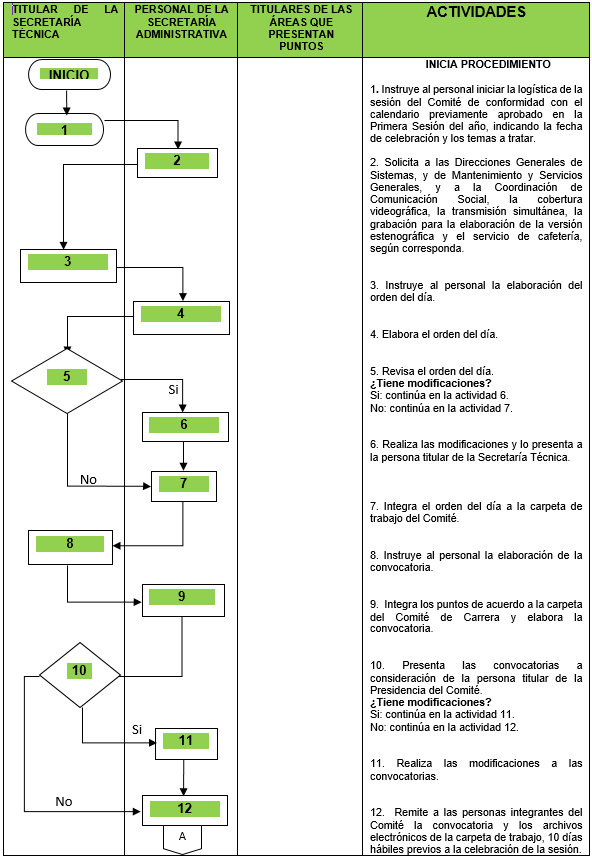 TITULAR DE LA
SECRETARÍA
TÉCNICA
PERSONAL DE LA
SECRETARÍA
ADMINISTRATIVA
TITULARES DE LAS
ÁREAS QUE
PRESENTAN
PUNTOS
ACTIVIDADES
INICIO
1
2
3
4
5
Si
6
No
7
8
9
10
Si
11
No
12
A
INICIA PROCEDIMIENTO
1. Instruye al personal iniciar la logística de la
sesión del Comité de conformidad con el
calendario previamente aprobado en la
Primera Sesión del año, indicando la fecha
de celebración y los temas a tratar.
2. Solicita a las Direcciones Generales de
Sistemas, y de Mantenimiento y Servicios
Generales, y a la Coordinación de
Comunicación Social, la cobertura
videográfica, la transmisión simultánea, la
grabación para la elaboración de la versión
estenográfica y el servicio de cafetería,
según corresponda.
3. Instruye al personal la elaboración del
orden del día.
4. Elabora el orden del día.
5. Revisa el orden del día.
¿Tiene modificaciones?
Si: continúa en la actividad 6.
No: continúa en la actividad 7.
6. Realiza las modificaciones y lo presenta a
la persona titular de la Secretaría Técnica.
7. Integra el orden del día a la carpeta de
trabajo del Comité.
8. Instruye al personal la elaboración de la
convocatoria.
9. Integra los puntos de acuerdo a la carpeta
del Comité de Carrera y elabora la
convocatoria.
10. Presenta las convocatorias a
consideración de la persona titular de la
Presidencia del Comité.
¿Tiene modificaciones?
Si: continúa en la actividad 11.
No: continúa en la actividad 12.
11. Realiza las modificaciones a las
convocatorias.
12. Remite a las personas integrantes del
Comité la convocatoria y los archivos
electrónicos de la carpeta de trabajo, 10 días
hábiles previos a la celebración de la sesión.